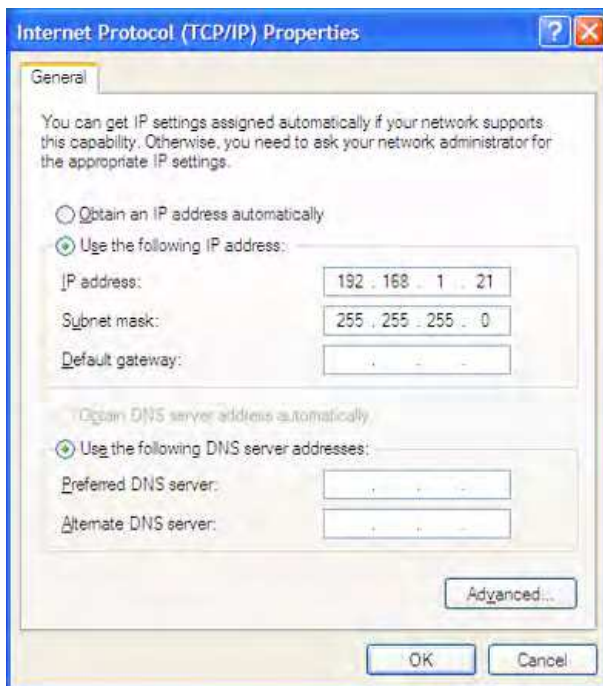 Internet Protocol (TCP/IP) Properties
General
You can get IP settings assigned automatically if your network supports
this capability. Otherwise, you need to ask your network administrator for
the appropriate IP settings.
Obtain an IP address automatically
Use the following IP address:
IP address: 192 . 168 . 1 . 21
Subnet mask: 255 . 255 . 255 . 0
Default gateway: . . .
Obtain DNS server address automatically
Use the following DNS server addresses:
Preferred DNS server: . . .
Alternate DNS server: . . .
Advanced...
OK Cancel